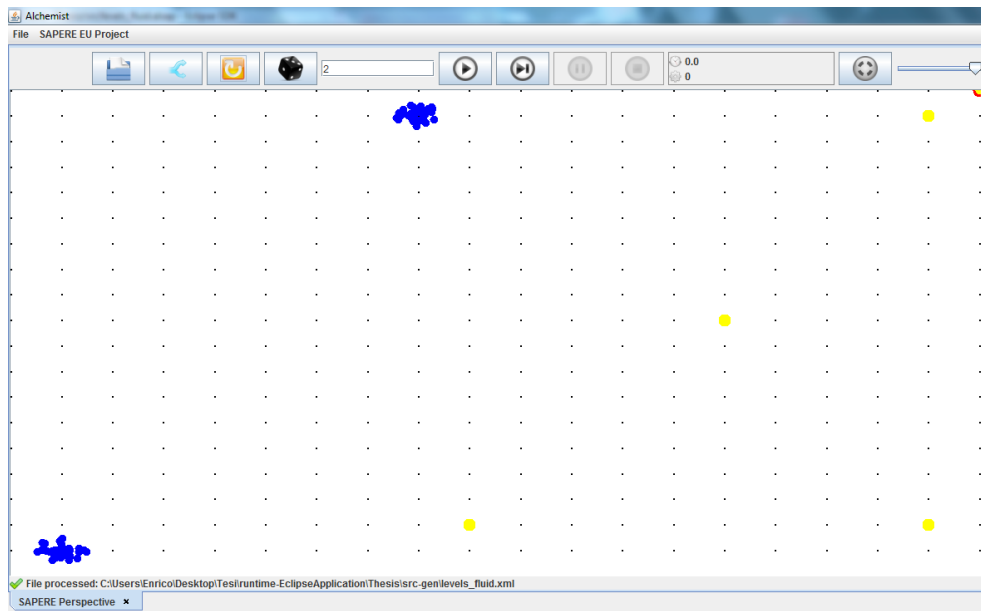 Alchemist
File SAPERE EU Project
2
0.0
0
File processed: C:\Users\Enrico\Desktop\Tesi\runtime-EclipseApplication\Thesis\src-gen\levels_fluid.xml
SAPERE Perspective ×